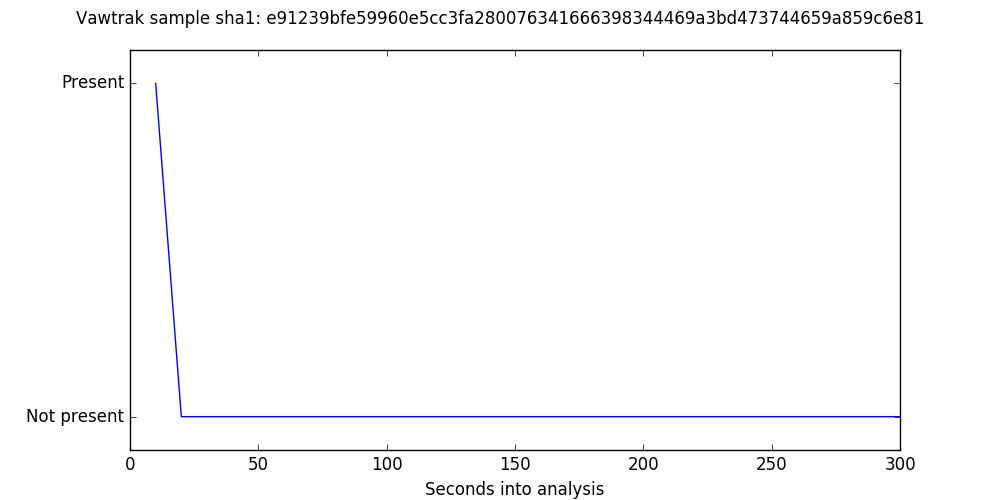 Vawtrak sample sha1: e91239bfe59960e5cc3fa280076341666398344469a3bd473744659a859c6e81
Present
Not present
0 50 100 150 200 250 300
Seconds into analysis